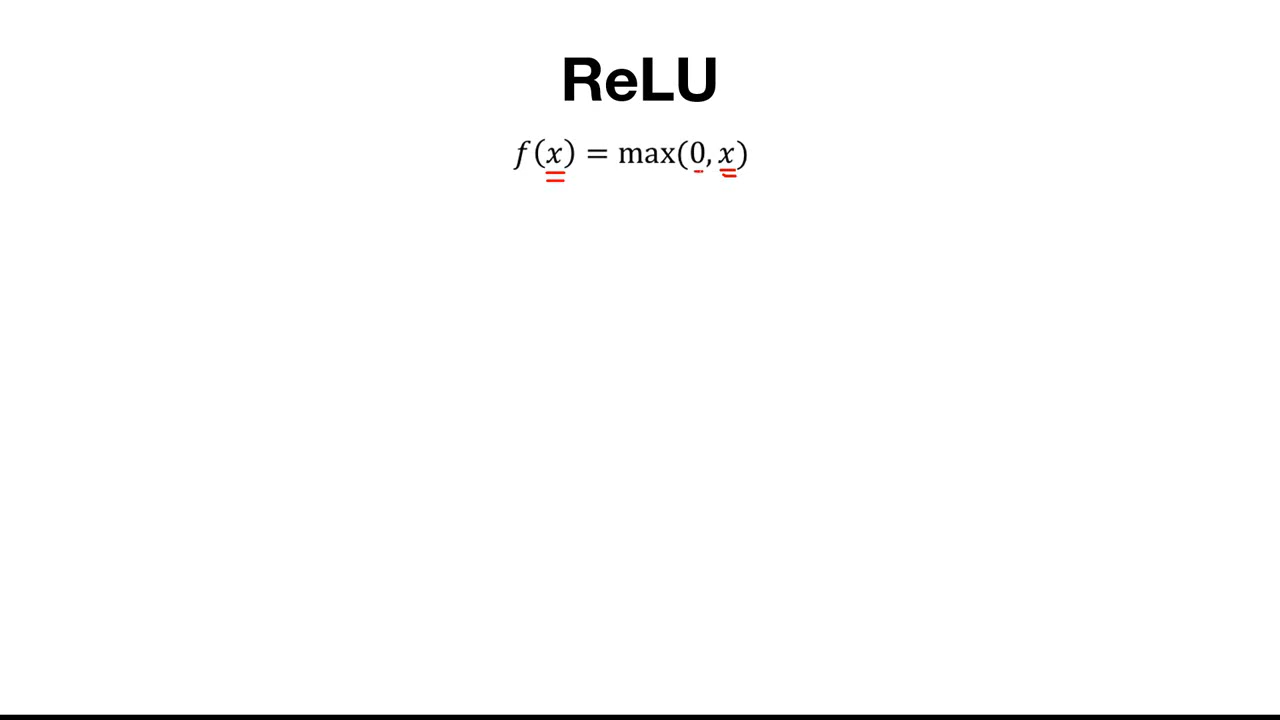 ReLU
f(x) = max(0, x)